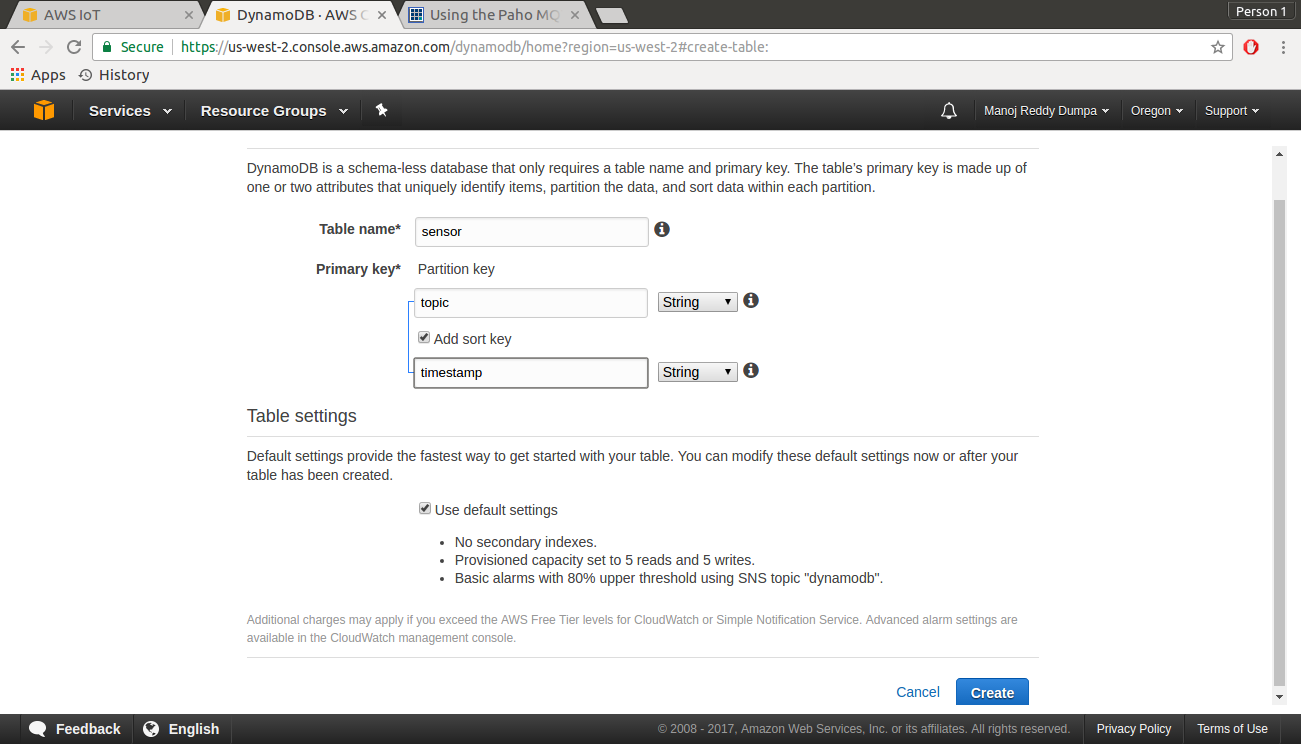 AWS IoT
DynamoDB · AWS C
Using the Paho MQ
Person 1
Secure
https://us-west-2.console.aws.amazon.com/dynamodb/home?region=us-west-2#create-table:
Apps
History
Services
Resource Groups
Manoj Reddy Dumpa
Oregon
Support
DynamoDB is a schema-less database that only requires a table name and primary key. The table's primary key is made up of
one or two attributes that uniquely identify items, partition the data, and sort data within each partition.
Table name*
sensor
Primary key*
Partition key
topic
String
Add sort key
timestamp
String
Table settings
Default settings provide the fastest way to get started with your table. You can modify these default settings now or after your
table has been created.
Use default settings
• No secondary indexes.
• Provisioned capacity set to 5 reads and 5 writes.
• Basic alarms with 80% upper threshold using SNS topic "dynamodb".
Additional charges may apply if you exceed the AWS Free Tier levels for CloudWatch or Simple Notification Service. Advanced alarm settings are
available in the CloudWatch management console.
Cancel
Create
Feedback
English
© 2008 - 2017, Amazon Web Services, Inc. or its affiliates. All rights reserved.
Privacy Policy
Terms of Use